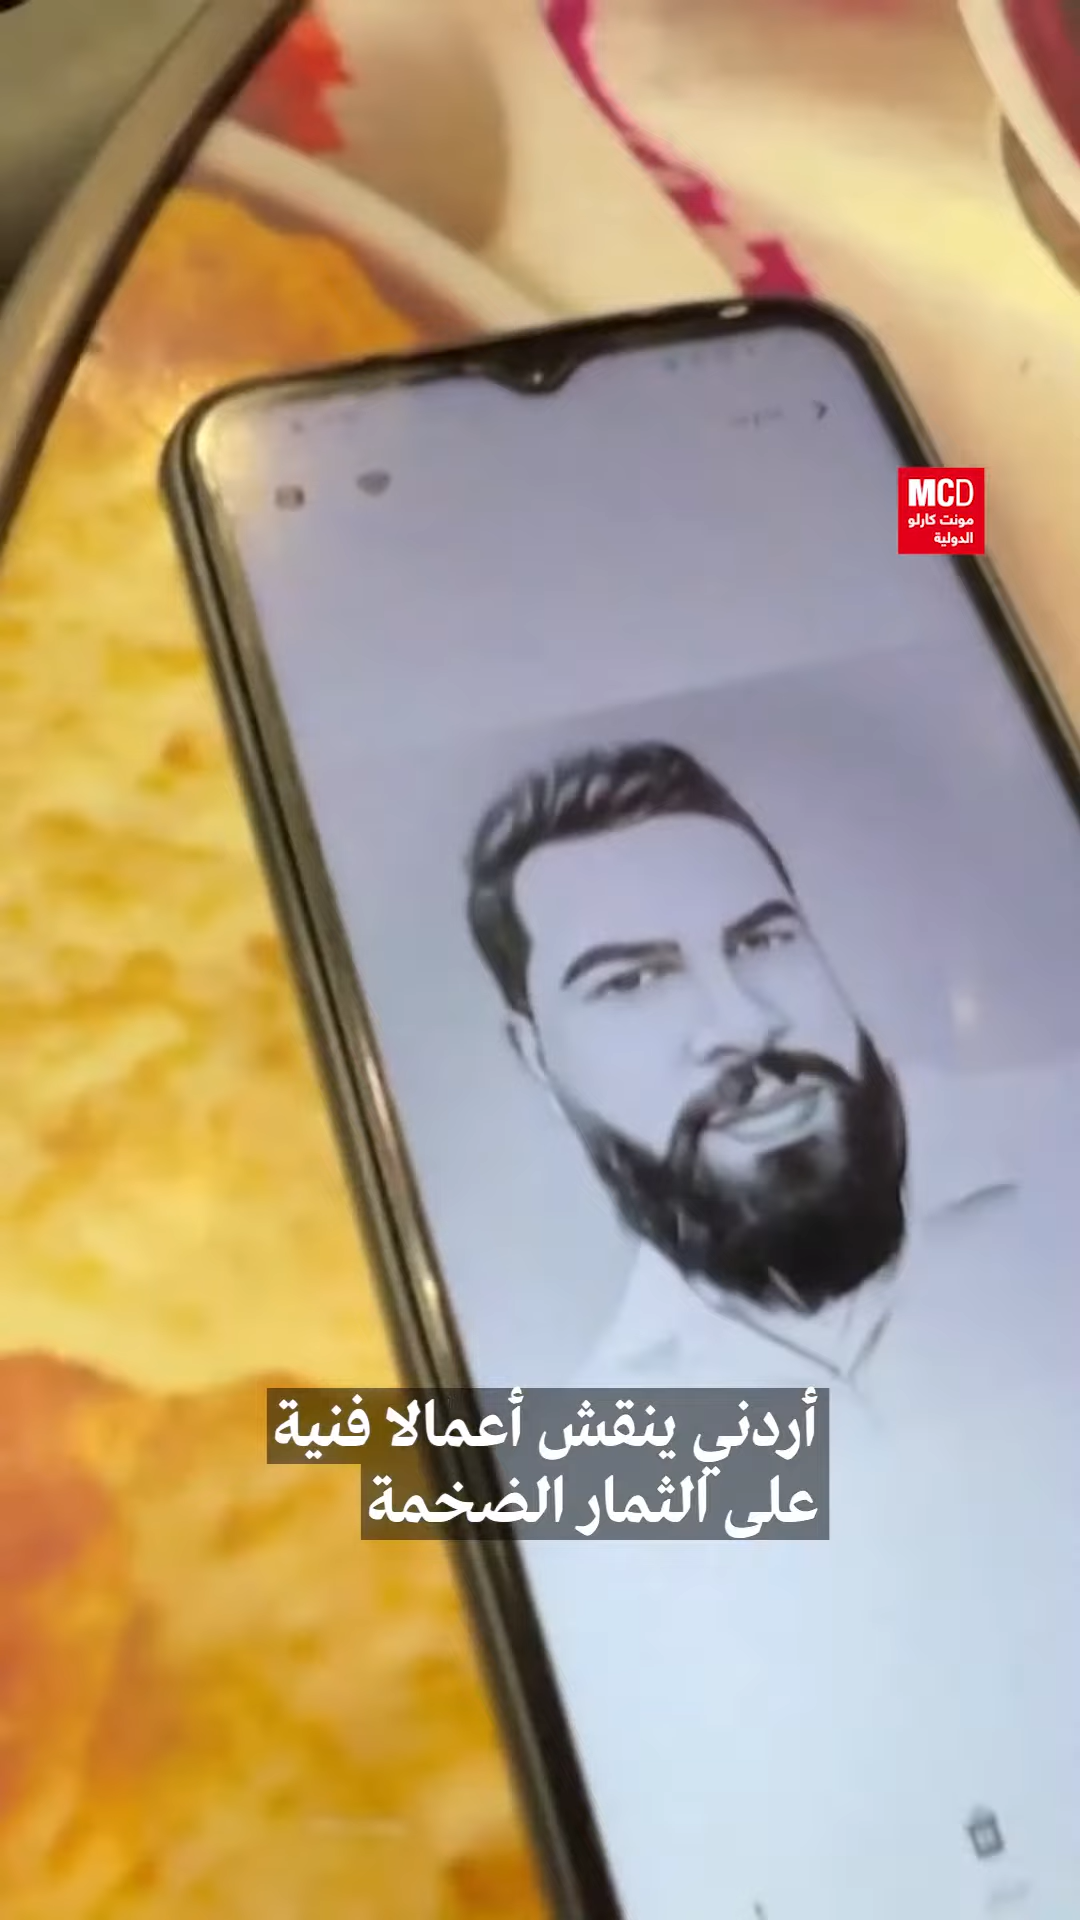 MCD
مونت كارلو
الدولية
أردني ينقش أعمالا فنية
على الثمار الضخمة